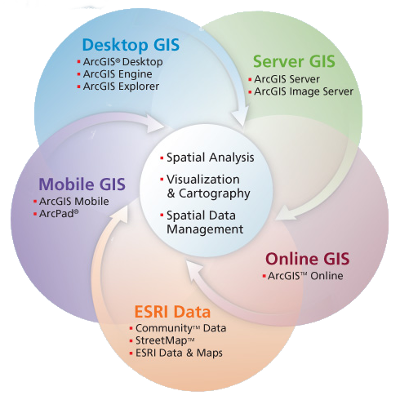 Desktop GIS
ArcGIS® Desktop
ArcGIS Engine
ArcGIS Explorer
Server GIS
ArcGIS Server
ArcGIS Image Server
Spatial Analysis
Visualization
& Cartography
Spatial Data
Management
Mobile GIS
ArcGIS Mobile
ArcPad®
Online GIS
ArcGIS™ Online
ESRI Data
Community™ Data
StreetMap™
ESRI Data & Maps